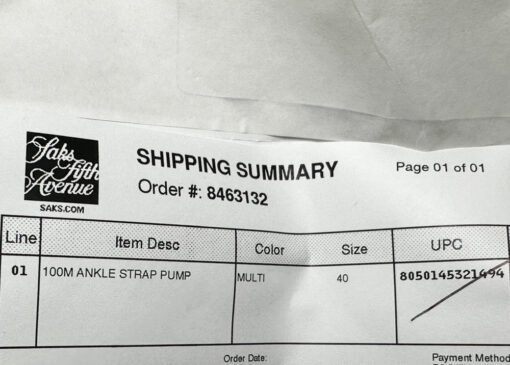 Saks
Fifth
Avenue
SAKS.COM
SHIPPING SUMMARY
Page 01 of 01
Order #: 8463132
Line Item Desc Color Size UPC
01 100M ANKLE STRAP PUMP MULTI 40 8050145321494
Order Date:
Payment Method